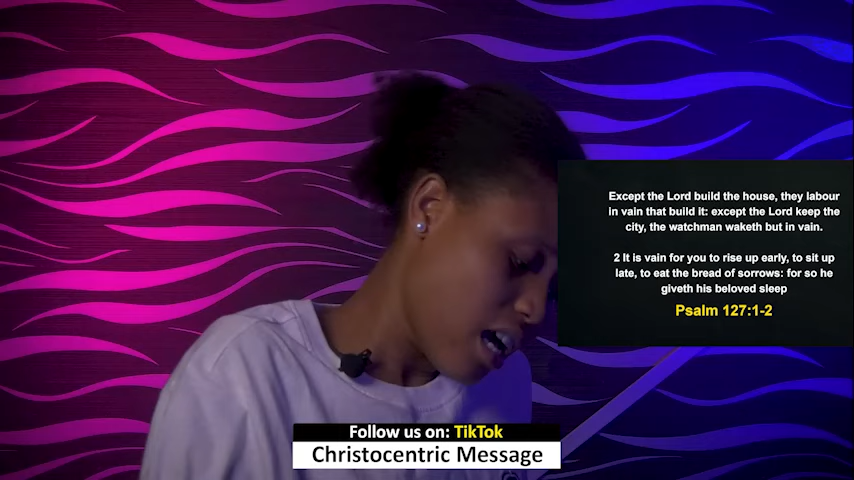 Except the Lord build the house, they labour
in vain that build it: except the Lord keep the
city, the watchman waketh but in vain.
2 It is vain for you to rise up early, to sit up
late, to eat the bread of sorrows: for so he
giveth his beloved sleep
Psalm 127:1-2
Follow us on: TikTok
Christocentric Message